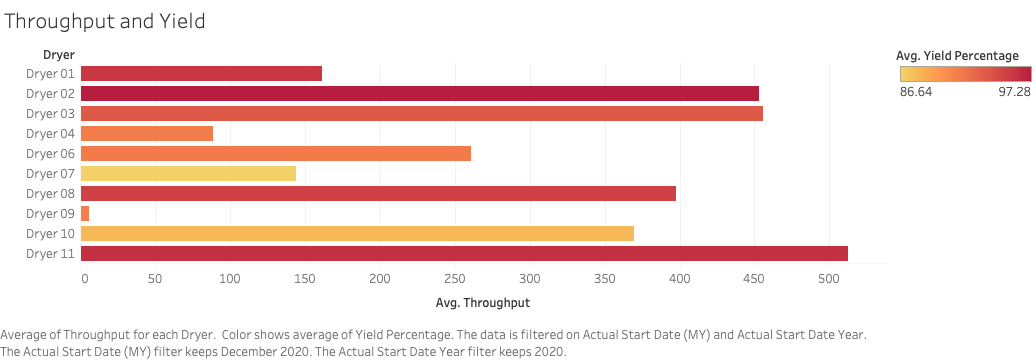 Throughput and Yield
Dryer
Avg. Yield Percentage
86.64 97.28
Dryer 01
Dryer 02
Dryer 03
Dryer 04
Dryer 06
Dryer 07
Dryer 08
Dryer 09
Dryer 10
Dryer 11
0 50 100 150 200 250 300 350 400 450 500
Avg. Throughput
Average of Throughput for each Dryer.  Color shows average of Yield Percentage. The data is filtered on Actual Start Date (MY) and Actual Start Date Year.
The Actual Start Date (MY) filter keeps December 2020. The Actual Start Date Year filter keeps 2020.